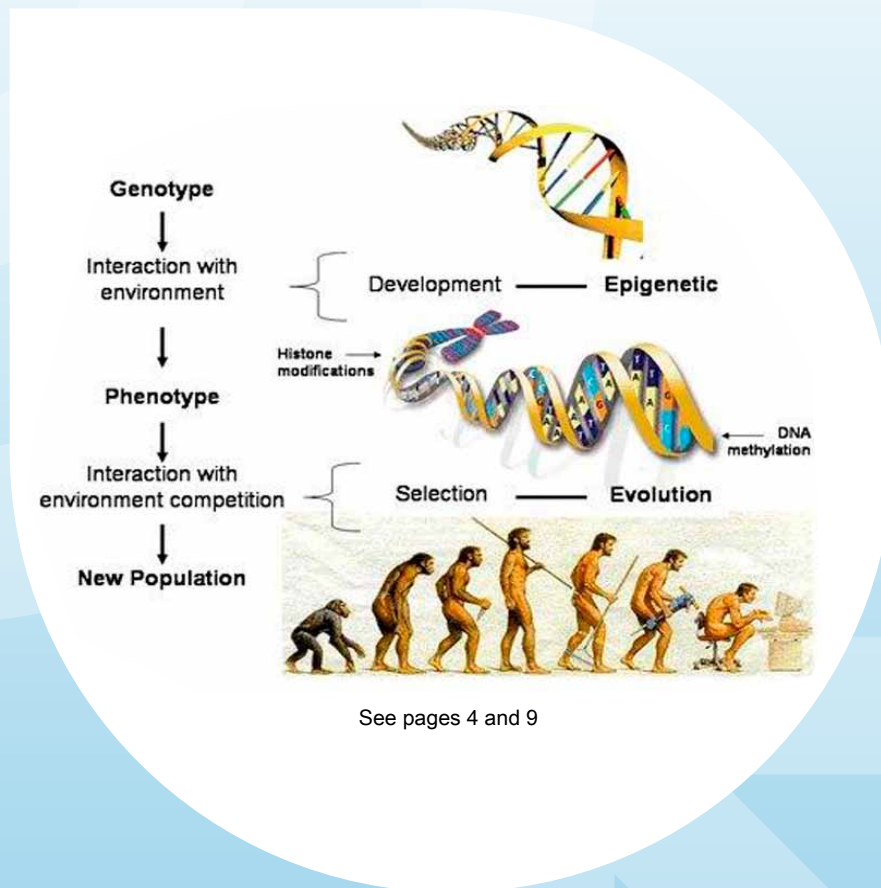 Genotype
Interaction with
environment
Development
Epigenetic
Histone
modifications
Phenotype
DNA
methylation
Interaction with
environment competition
Selection
Evolution
New Population
See pages 4 and 9